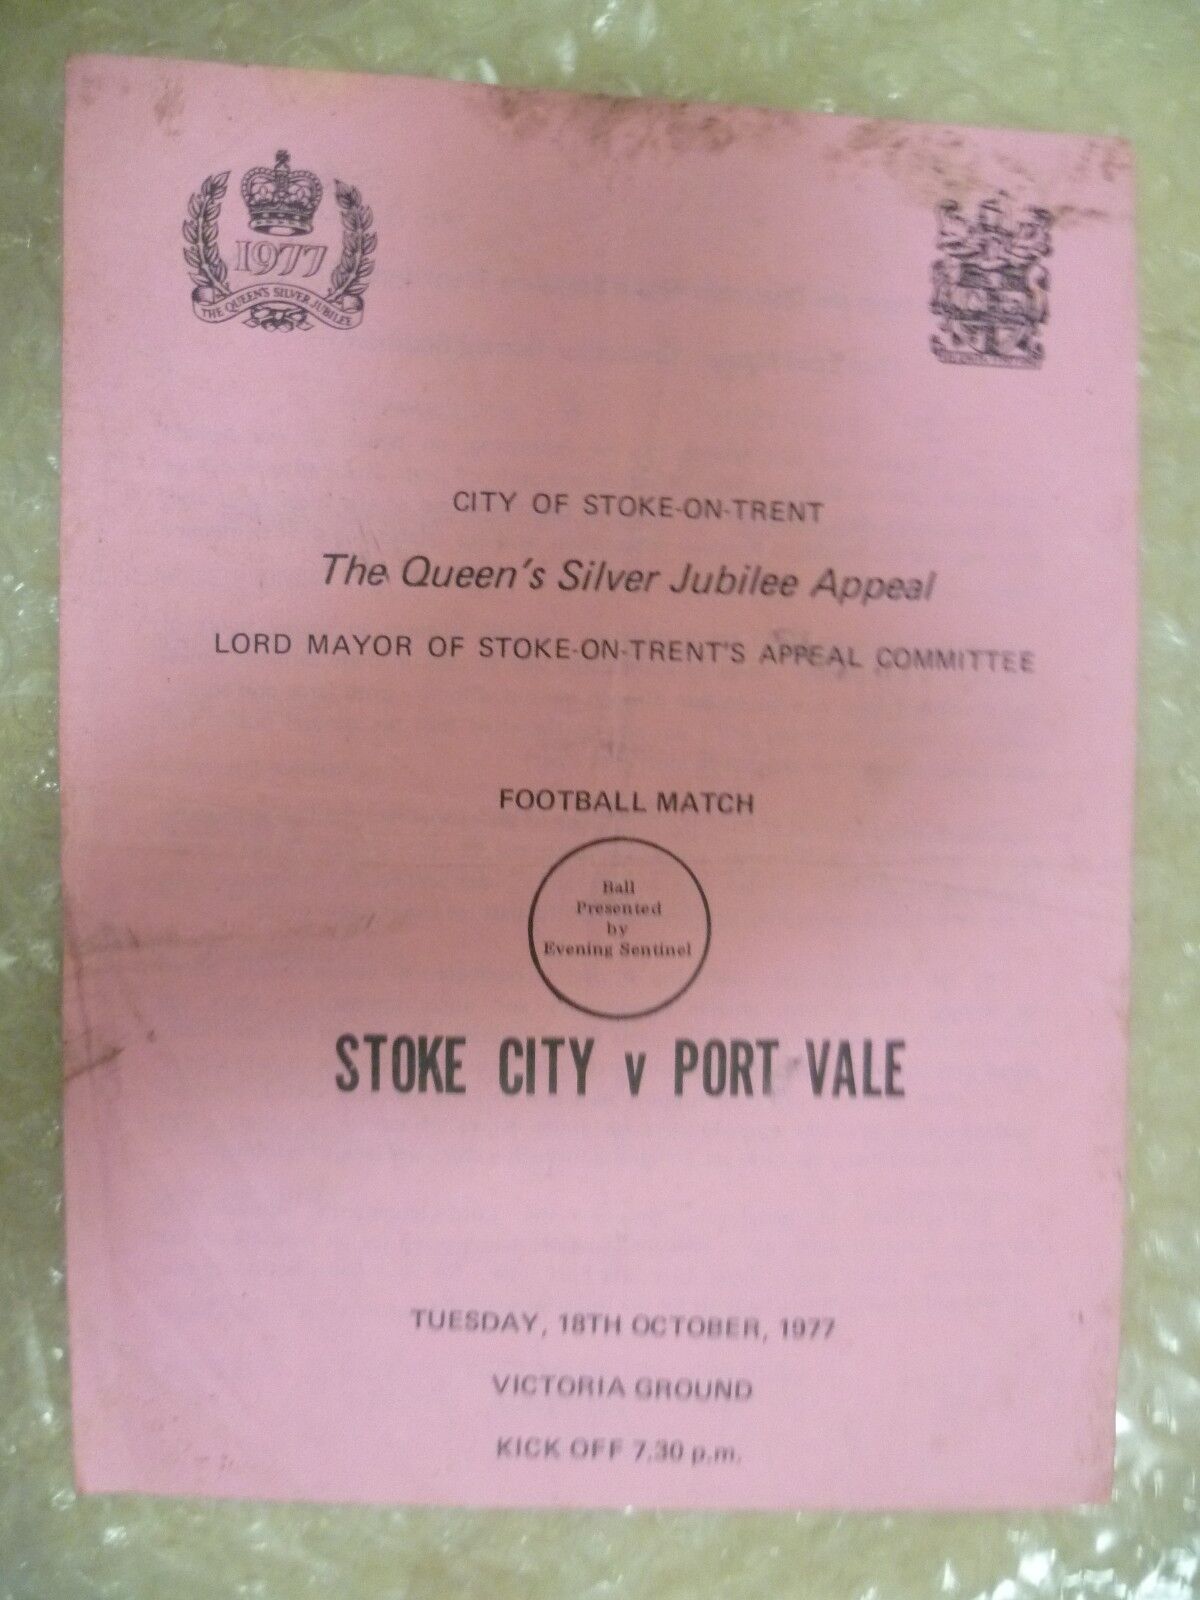 1977
THE QUEEN'S SILVER JUBILEE
CITY OF STOKE-ON-TRENT
The Queen's Silver Jubilee Appeal
LORD MAYOR OF STOKE-ON-TRENT'S APPEAL COMMITTEE
FOOTBALL MATCH
Ball
Presented
by
Evening Sentinel
STOKE CITY v PORT VALE
TUESDAY, 18TH OCTOBER, 1977
VICTORIA GROUND
KICK OFF 7.30 p.m.